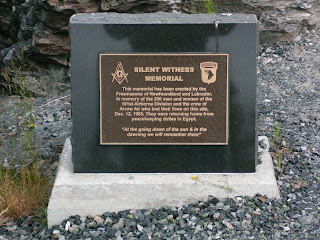 G
SILENT WITNESS
MEMORIAL
This memorial has been erected by the
Freemasons of Newfoundland and Labrador,
in memory of the 256 men and women of the
101st Airborne Division and the crew of
Arrow Air who lost their lives on this site,
Dec. 12, 1985. They were returning home from
peacekeeping duties in Egypt.
"At the going down of the sun & in the
dawning we will remember them"